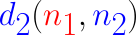 d₂(n₁, n₂)